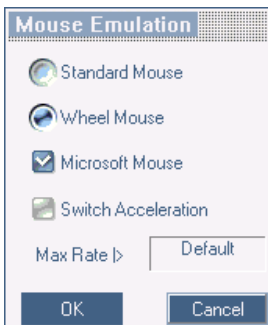 Mouse Emulation
Standard Mouse
Wheel Mouse
Microsoft Mouse
Switch Acceleration
Max Rate |> Default
OK Cancel